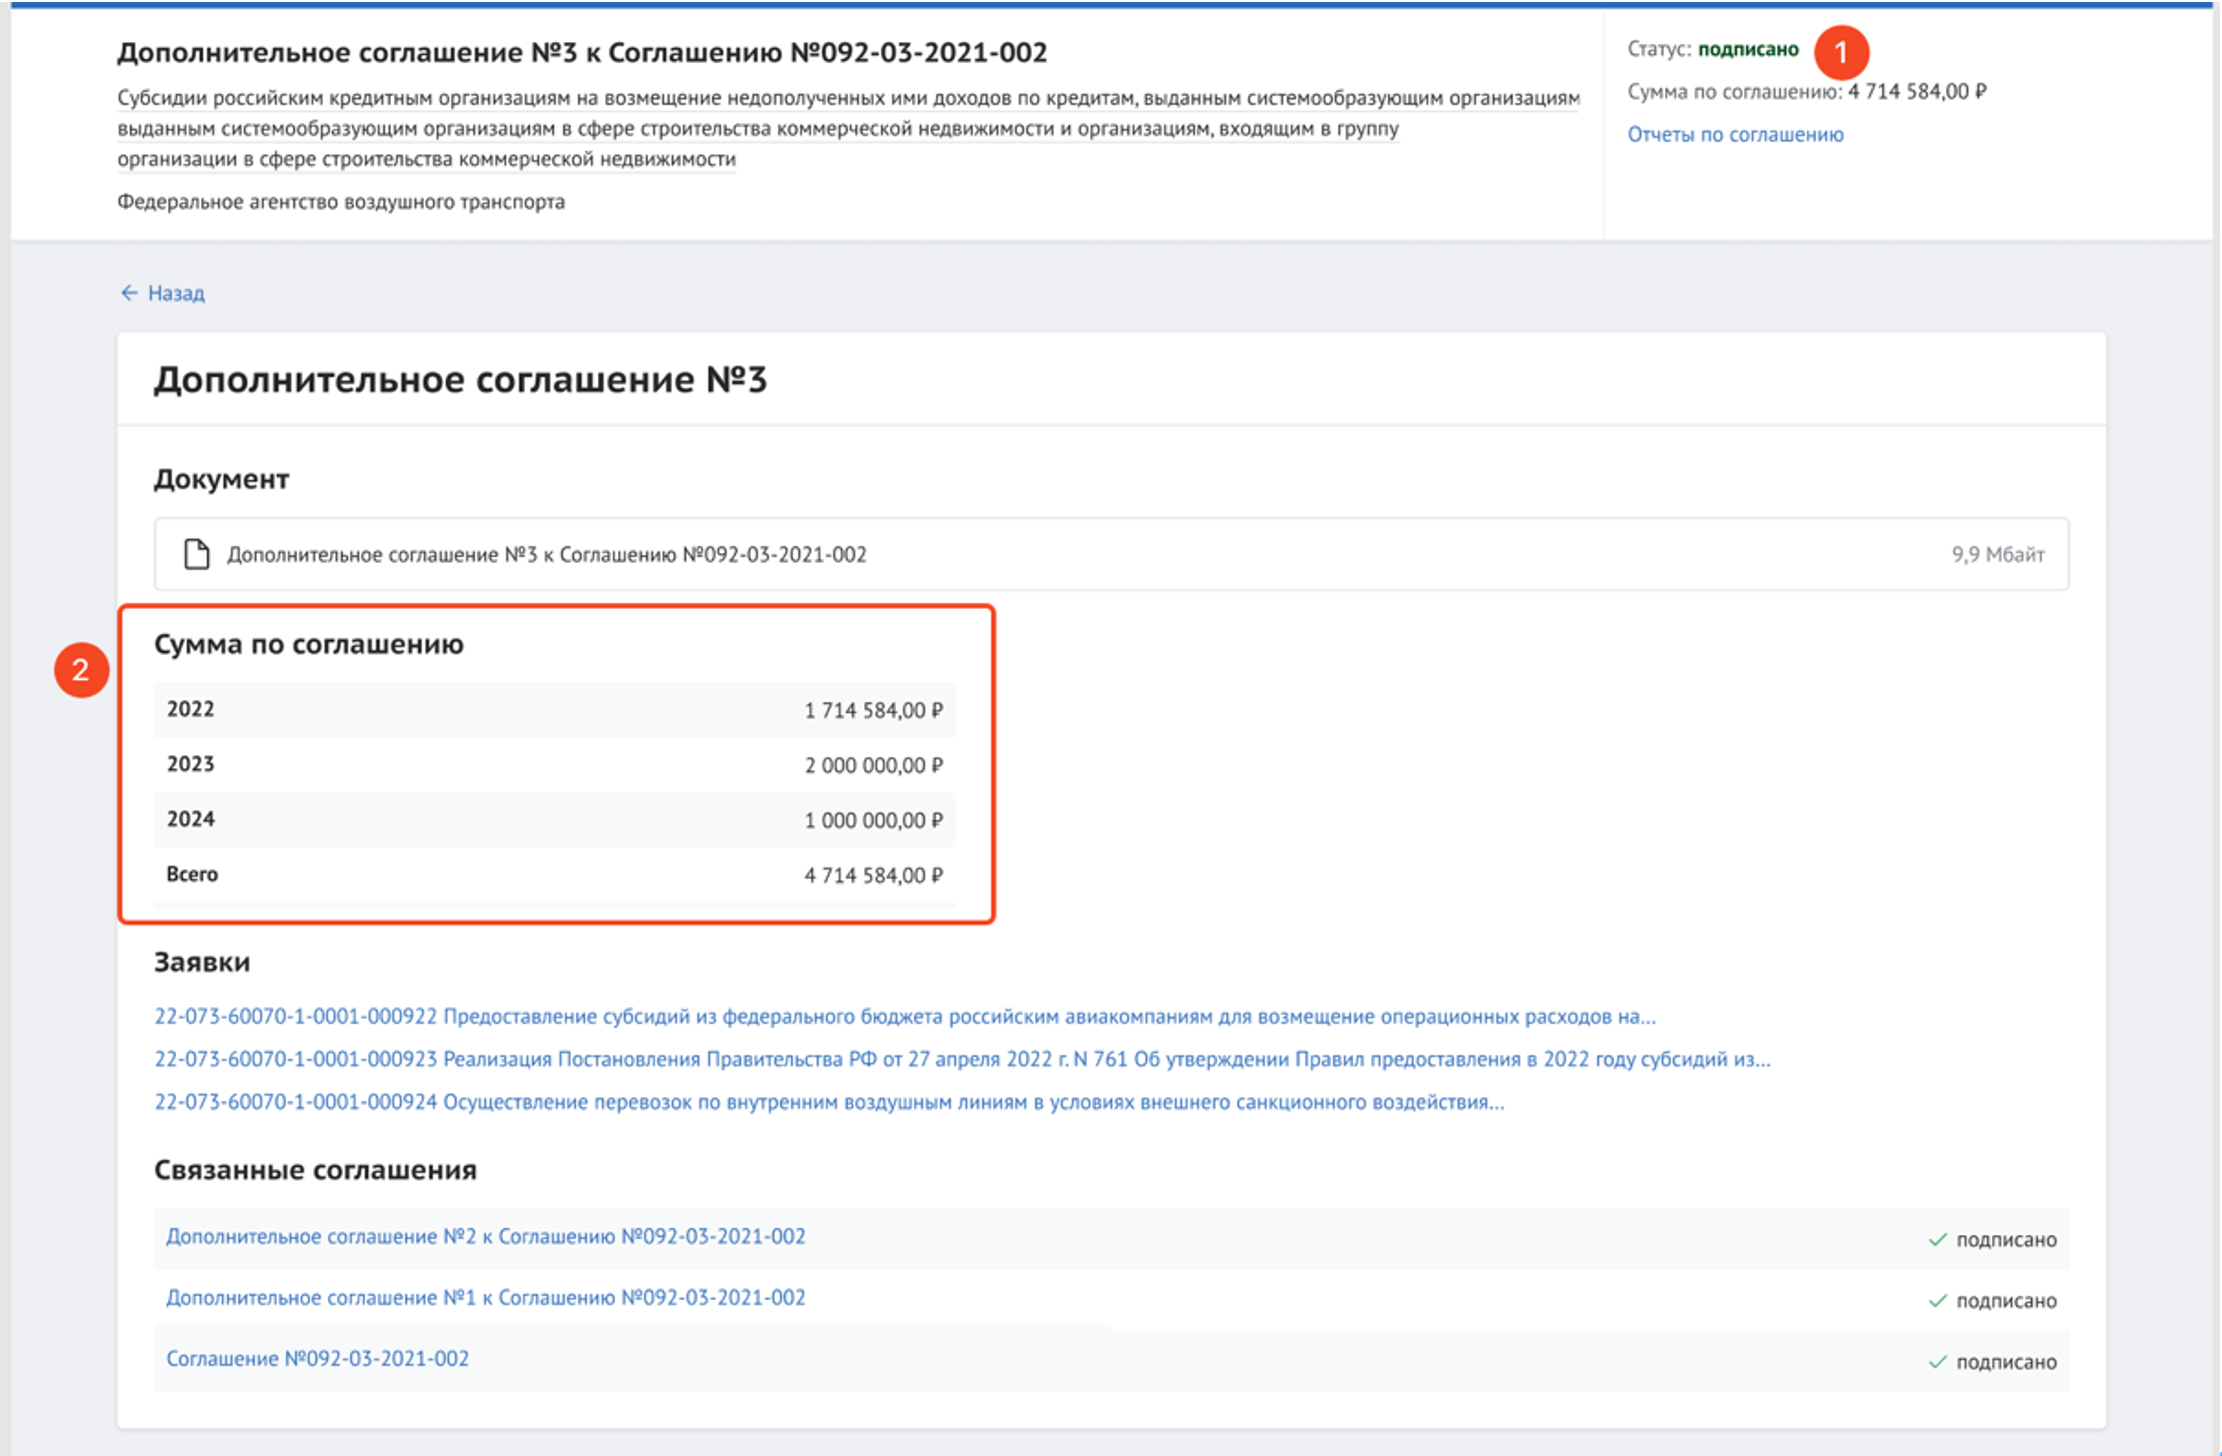 Дополнительное соглашение №3 к Соглашению №092-03-2021-002
Субсидии российским кредитным организациям на возмещение недополученных ими доходов по кредитам, выданным системообразующим организациям
выданным системообразующим организациям в сфере строительства коммерческой недвижимости и организациям, входящим в группу
организации в сфере строительства коммерческой недвижимости
Федеральное агентство воздушного транспорта
Статус: подписано
1
Сумма по соглашению: 4 714 584,00 ₽
Отчеты по соглашению
← Назад
Дополнительное соглашение №3
Документ
Дополнительное соглашение №3 к Соглашению №092-03-2021-002 9,9 Мбайт
2
Сумма по соглашению
2022 1 714 584,00 ₽
2023 2 000 000,00 ₽
2024 1 000 000,00 ₽
Всего 4 714 584,00 ₽
Заявки
22-073-60070-1-0001-000922 Предоставление субсидий из федерального бюджета российским авиакомпаниям для возмещение операционных расходов на...
22-073-60070-1-0001-000923 Реализация Постановления Правительства РФ от 27 апреля 2022 г. N 761 Об утверждении Правил предоставления в 2022 году субсидий из...
22-073-60070-1-0001-000924 Осуществление перевозок по внутренним воздушным линиям в условиях внешнего санкционного воздействия...
Связанные соглашения
Дополнительное соглашение №2 к Соглашению №092-03-2021-002 ✓ подписано
Дополнительное соглашение №1 к Соглашению №092-03-2021-002 ✓ подписано
Соглашение №092-03-2021-002 ✓ подписано